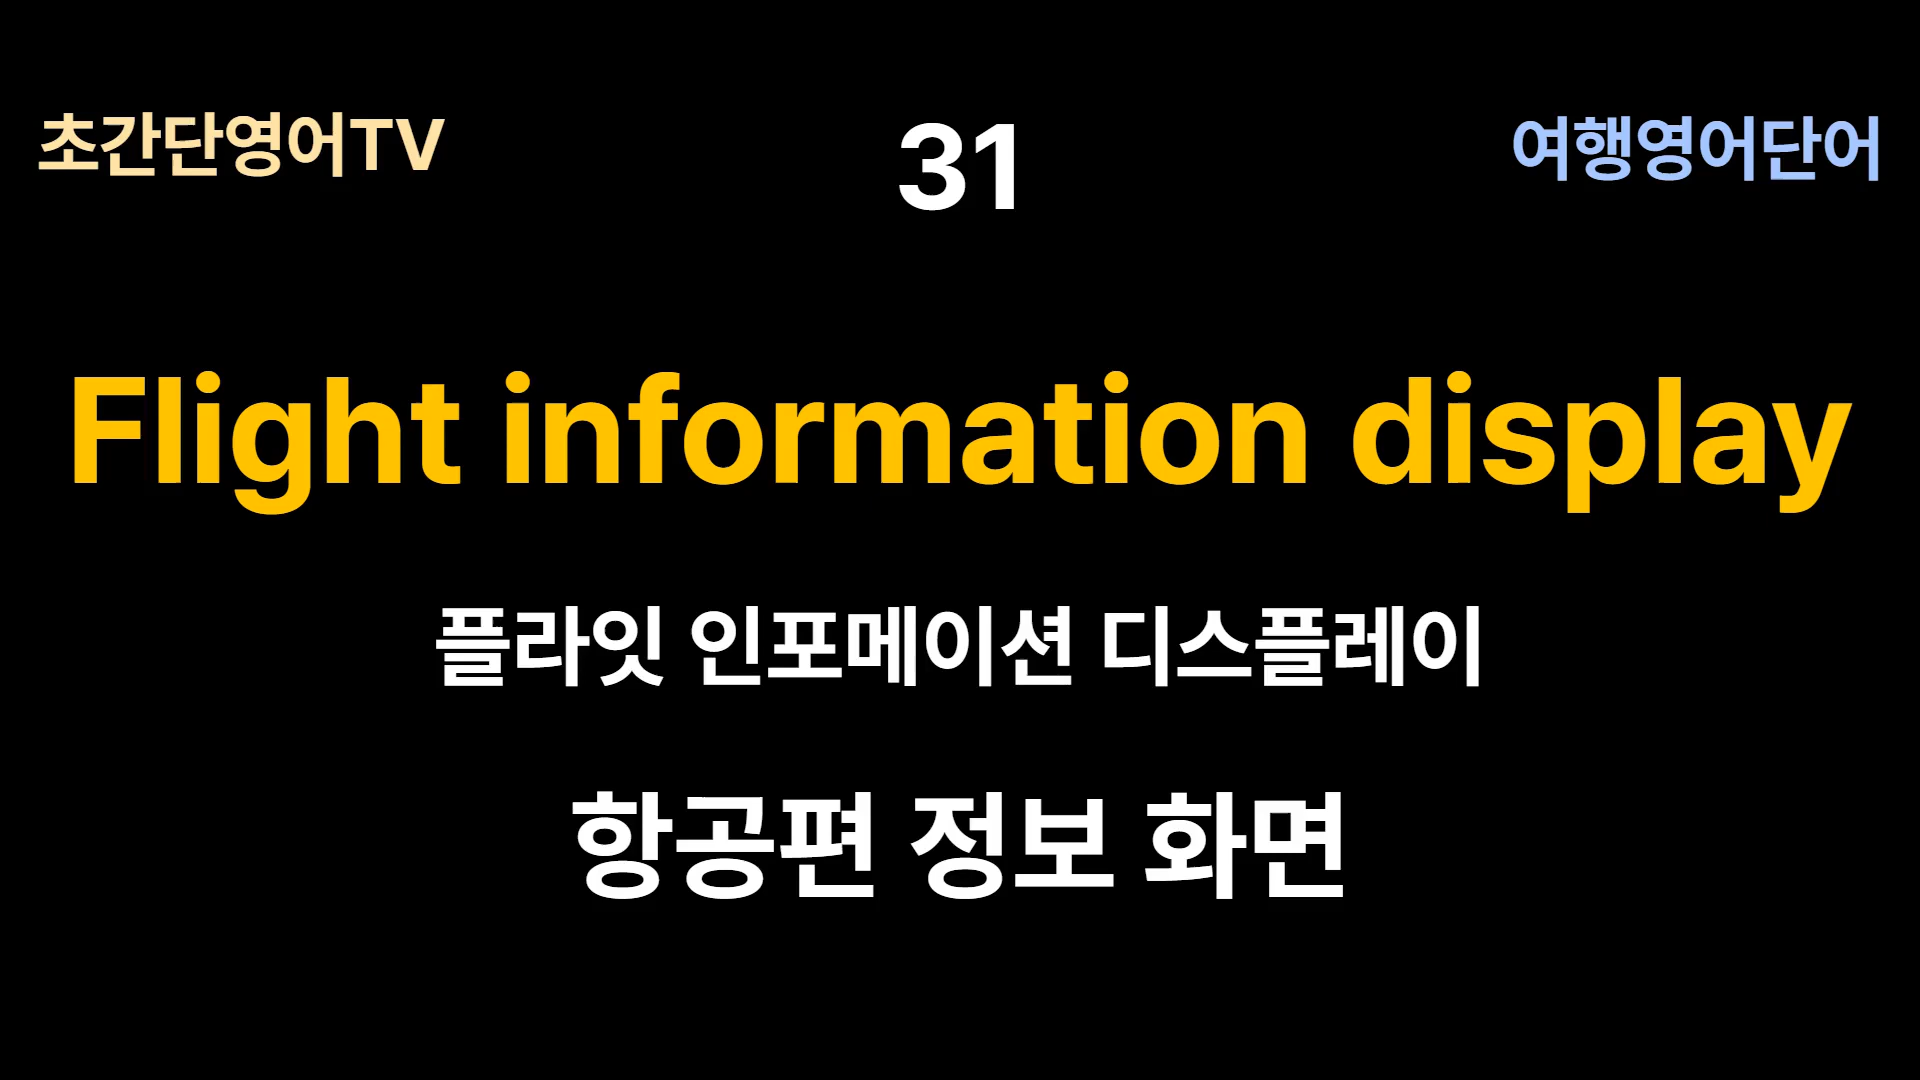 초간단영어TV
31
여행영어단어
Flight information display
플라잇 인포메이션 디스플레이
항공편 정보 화면